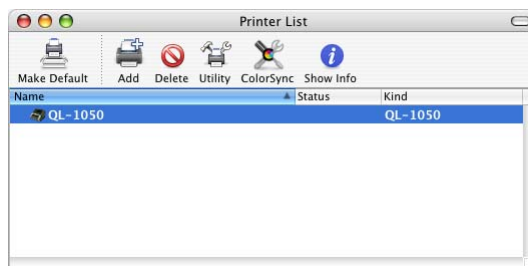 Printer List
Make Default Add Delete Utility ColorSync Show Info
Name Status Kind
QL-1050 QL-1050